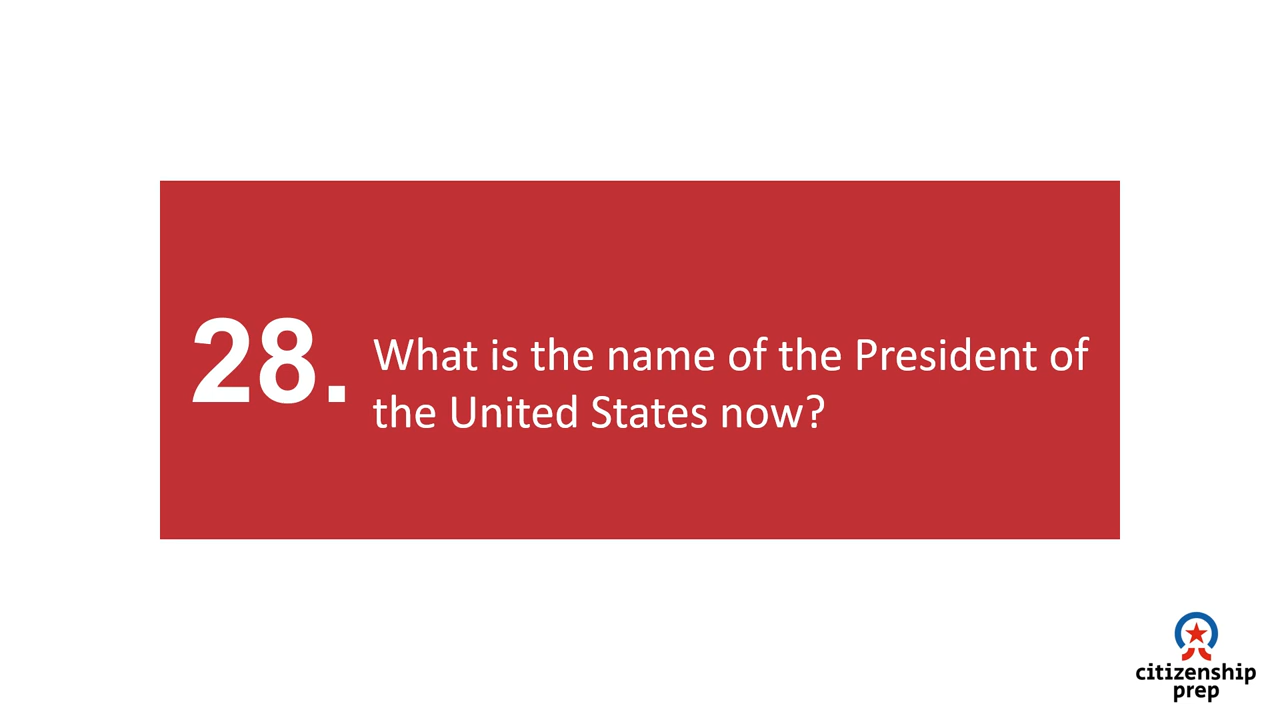 28.
What is the name of the President of
the United States now?
citizenship
prep